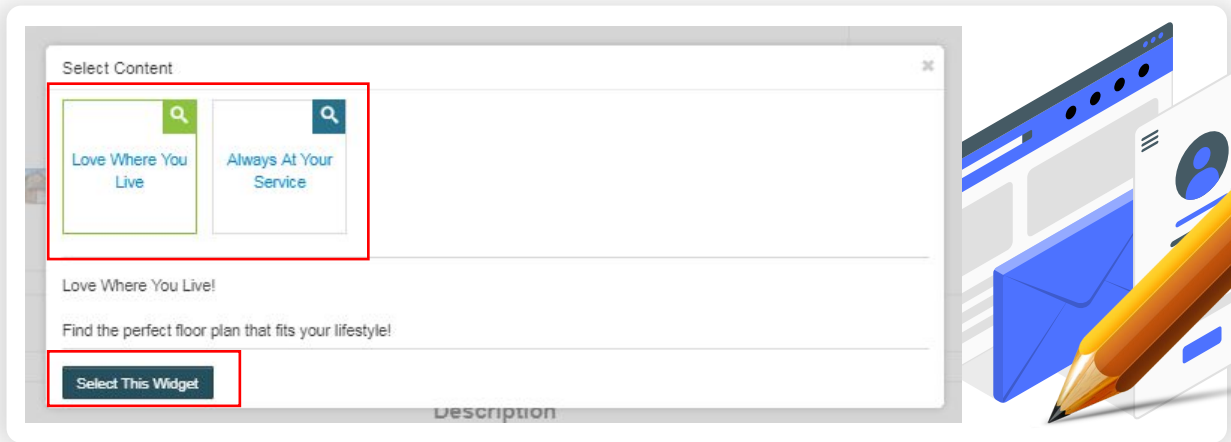 Select Content
Love Where You
Live
Always At Your
Service
Love Where You Live!
Find the perfect floor plan that fits your lifestyle!
Select This Widget
Description